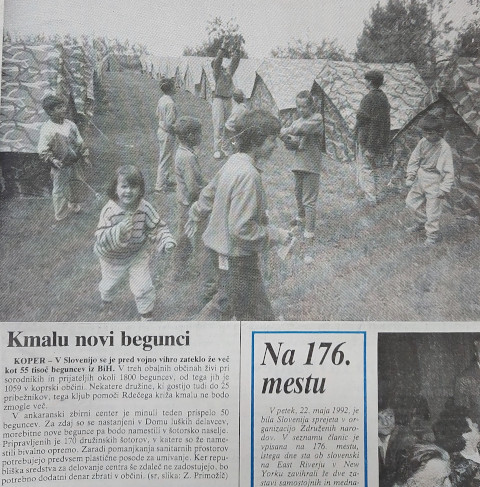 Kmalu novi begunci
KOPER – V Slovenijo se je pred vojno vihro zateklo že več
kot 55 tisoč beguncev iz BiH. V treh obalnih občinah živi pri
sorodnikih in prijateljih okoli 1800 beguncev, od tega jih je
1059 v koprski občini. Nekatere družine, ki gostijo tudi do 25
pribežnikov, tega kljub pomoči Rdečega križa kmalu ne bodo
zmogle več.
V ankaranski zbirni center je minuli teden prispelo 50
beguncev. Za zdaj so se nastanjeni v Domu luških delavcev,
morebitne nove begunce pa bodo namestili v šotorsko naselje.
Pripravljenih je 170 družinskih šotorov, v katere so že namestili
bivalno opremo. Zaradi pomanjkanja sanitarnih prostorov
potrebujejo predvsem plastične posode za umivanje. Ker republiška
sredstva za delovanje centra še zdaleč ne zadostujejo, bo
potrebno dodatni denar zbrati v občini. (sr, slika: Z. Primožič)
Na 176.
mestu
V petek, 22. maja 1992, je
bila Slovenija sprejeta v organizacijo
Združenih narodov.
V seznamu članic je
vpisana na 176. mestu,
istega dne sta ob slovenski
na East Riverju v New
Yorku zavihrali še dve zastavi
samostojnih in medna-